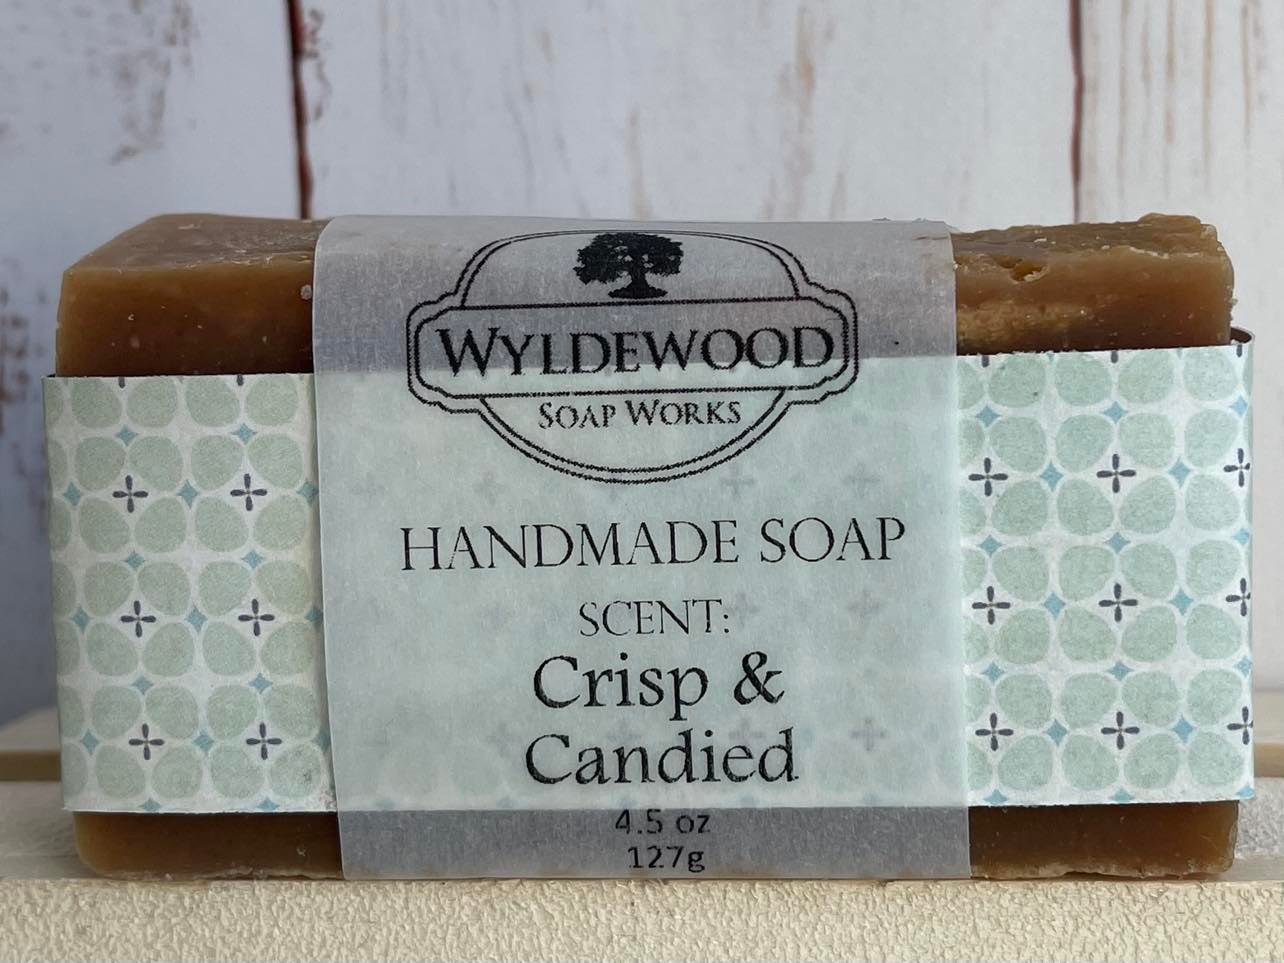 WYLDEWOOD
SOAP WORKS
HANDMADE SOAP
SCENT:
Crisp &
Candied
4.5 oz
127g